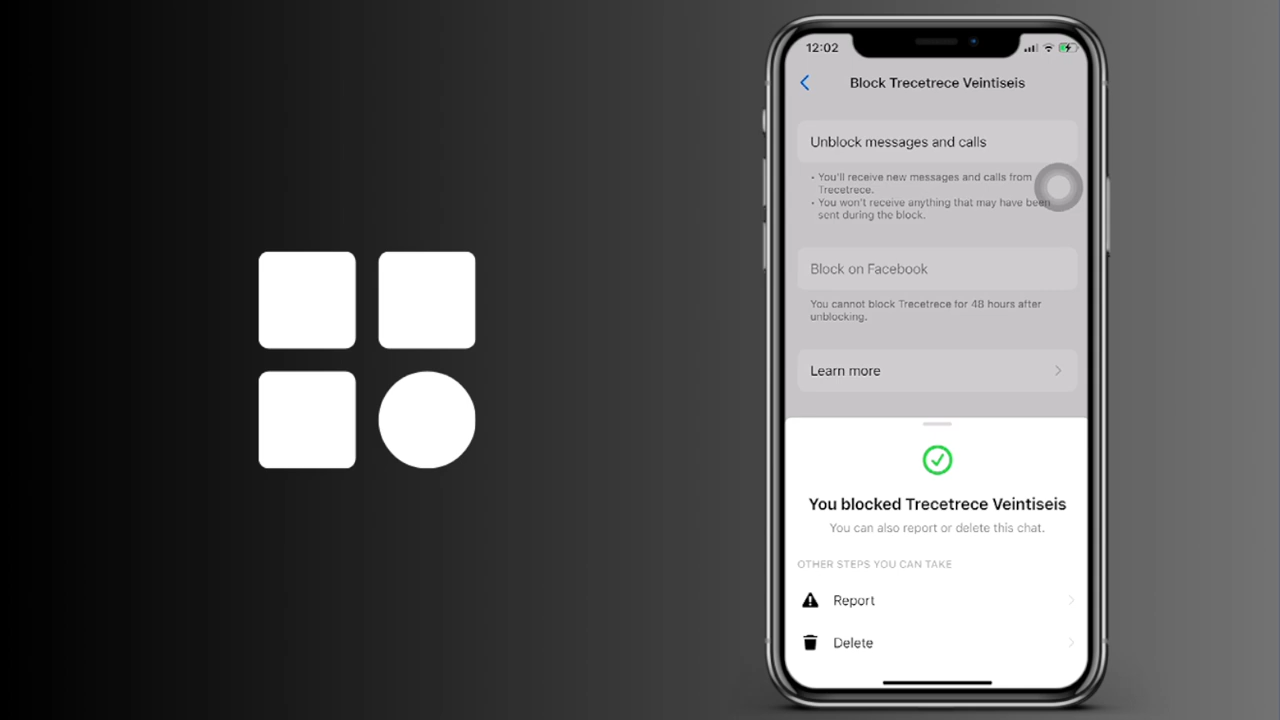 12:02
Block Trecetrece Veintiseis
Unblock messages and calls
• You'll receive new messages and calls from
Trecetrece.
• You won't receive anything that may have been
sent during the block.
Block on Facebook
You cannot block Trecetrece for 48 hours after
unblocking.
Learn more
You blocked Trecetrece Veintiseis
You can also report or delete this chat.
OTHER STEPS YOU CAN TAKE
Report
Delete